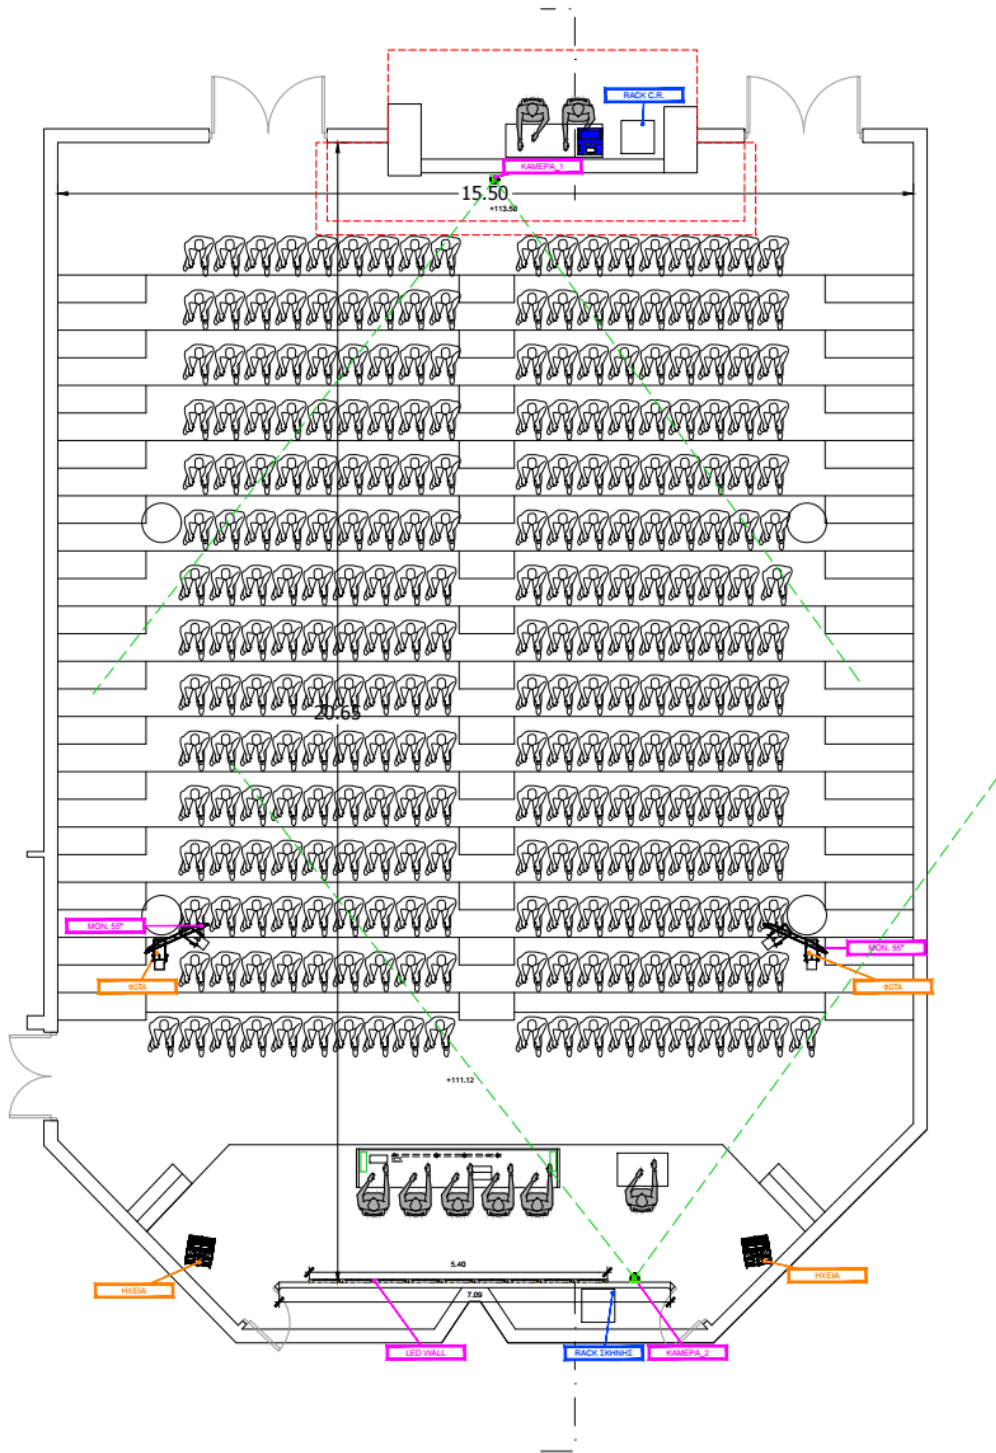 RACK C.R.
ΚΑΜΕΡΑ_1
15.50
+113.50
20.65
MON. 55"
MON. 55"
ΦΩΤΑ
ΦΩΤΑ
+111.12
5.40
ΗΧΕΙΑ
ΗΧΕΙΑ
7.09
LED WALL
RACK ΣΚΗΝΗΣ
ΚΑΜΕΡΑ_2